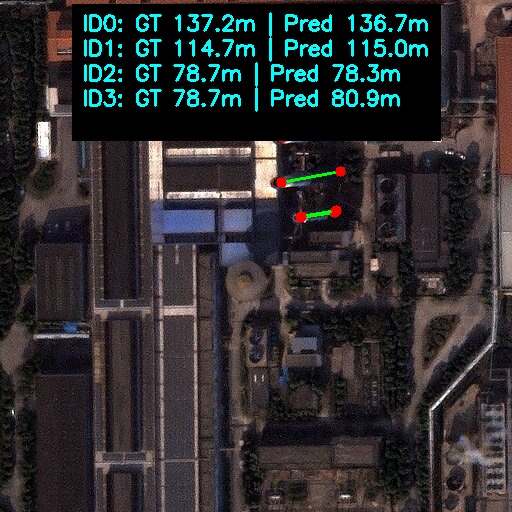 ID0: GT 137.2m | Pred 136.7m
ID1: GT 114.7m | Pred 115.0m
ID2: GT 78.7m | Pred 78.3m
ID3: GT 78.7m | Pred 80.9m